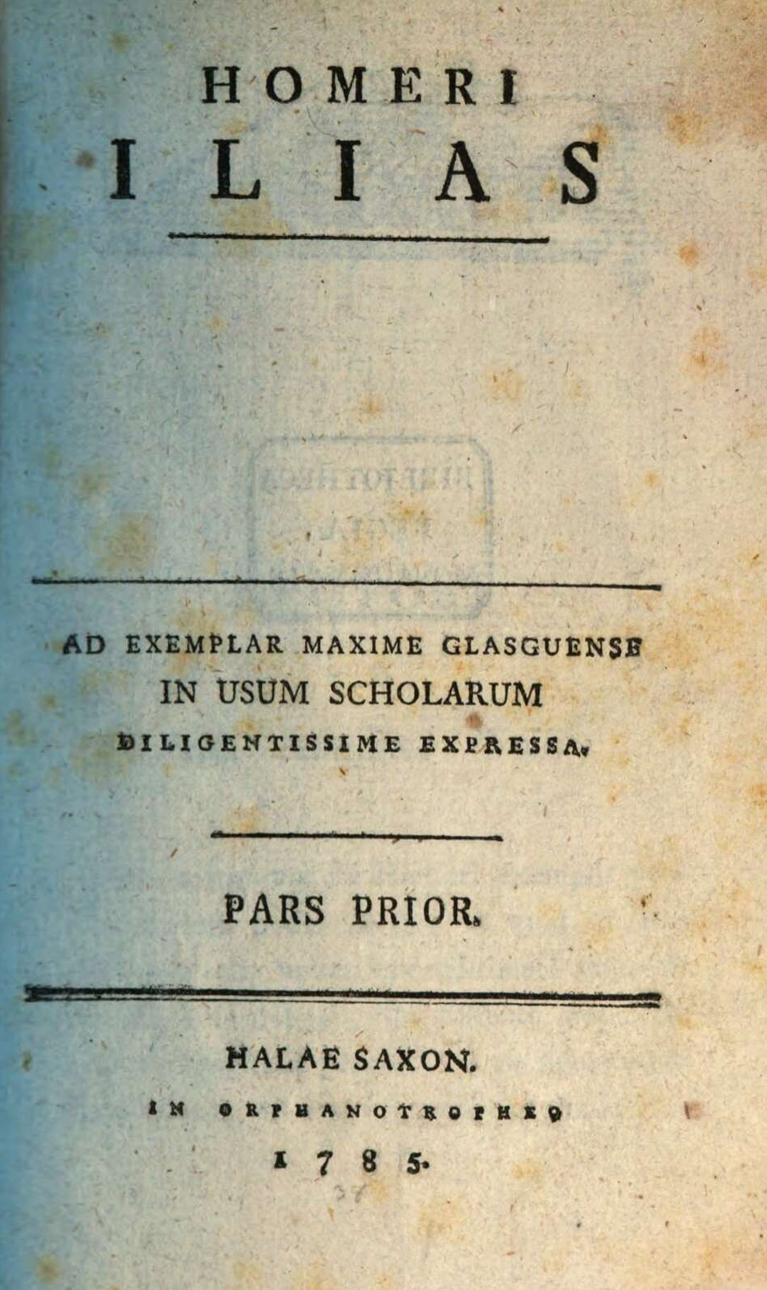 HOMERI
ILIAS
AD EXEMPLAR MAXIME GLASGUENSE
IN USUM SCHOLARUM
DILIGENTISSIME EXPRESSA.
PARS PRIOR.
HALAE SAXON.
IN ORPHANOTROPHEO
1785.